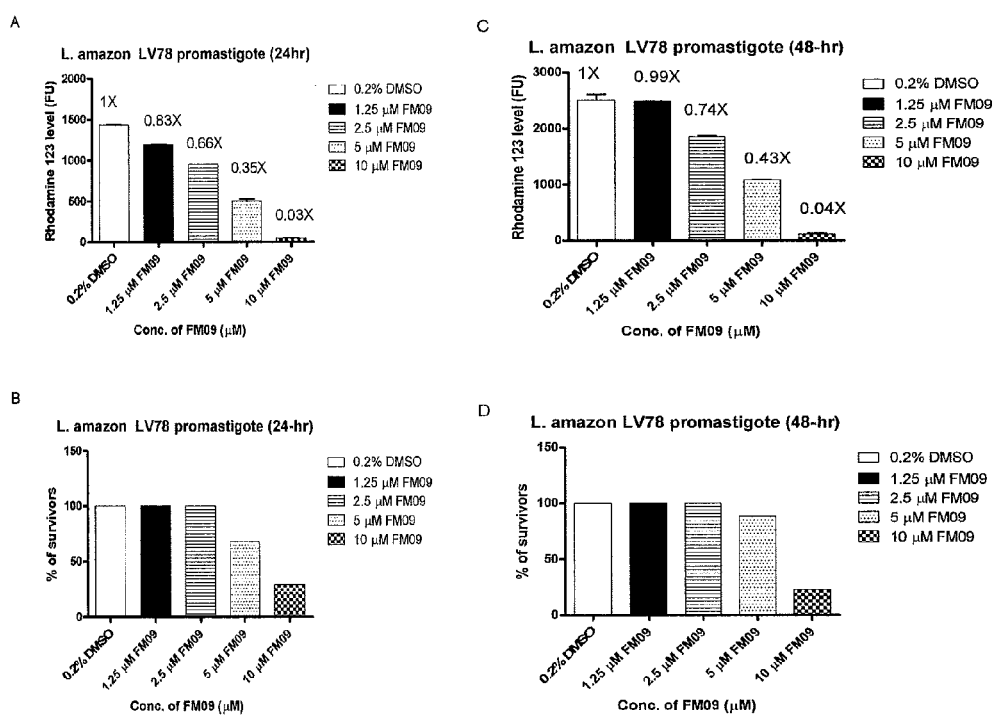 A
L. amazon LV78 promastigote (24hr)
Rhodamine 123 level (FU)
2000
1500
1000
500
0
1X
0.83X
0.66X
0.35X
0.03X
0.2% DMSO
1.25 µM FM09
2.5 µM FM09
5 µM FM09
10 µM FM09
0.2% DMSO
1.25 µM FM09
2.5 µM FM09
5 µM FM09
10 µM FM09
Conc. of FM09 (µM)
C
L. amazon LV78 promastigote (48-hr)
Rhodamine 123 level (FU)
3000
2000
1000
0
1X
0.99X
0.74X
0.43X
0.04X
0.2% DMSO
1.25 µM FM09
2.5 µM FM09
5 µM FM09
10 µM FM09
0.2% DMSO
1.25 µM FM09
2.5 µM FM09
5 µM FM09
10 µM FM09
Conc. of FM09 (µM)
B
L. amazon LV78 promastigote (24-hr)
% of survivors
150
100
50
0
0.2% DMSO
1.25 µM FM09
2.5 µM FM09
5 µM FM09
10 µM FM09
0.2% DMSO
1.25 µM FM09
2.5 µM FM09
5 µM FM09
10 µM FM09
Conc. of FM09 (µM)
D
L. amazon LV78 promastigote (48-hr)
% of survivors
150
100
50
0
0.2% DMSO
1.25 µM FM09
2.5 µM FM09
5 µM FM09
10 µM FM09
0.2% DMSO
1.25 µM FM09
2.5 µM FM09
5 µM FM09
10 µM FM09
Conc. of FM09 (µM)